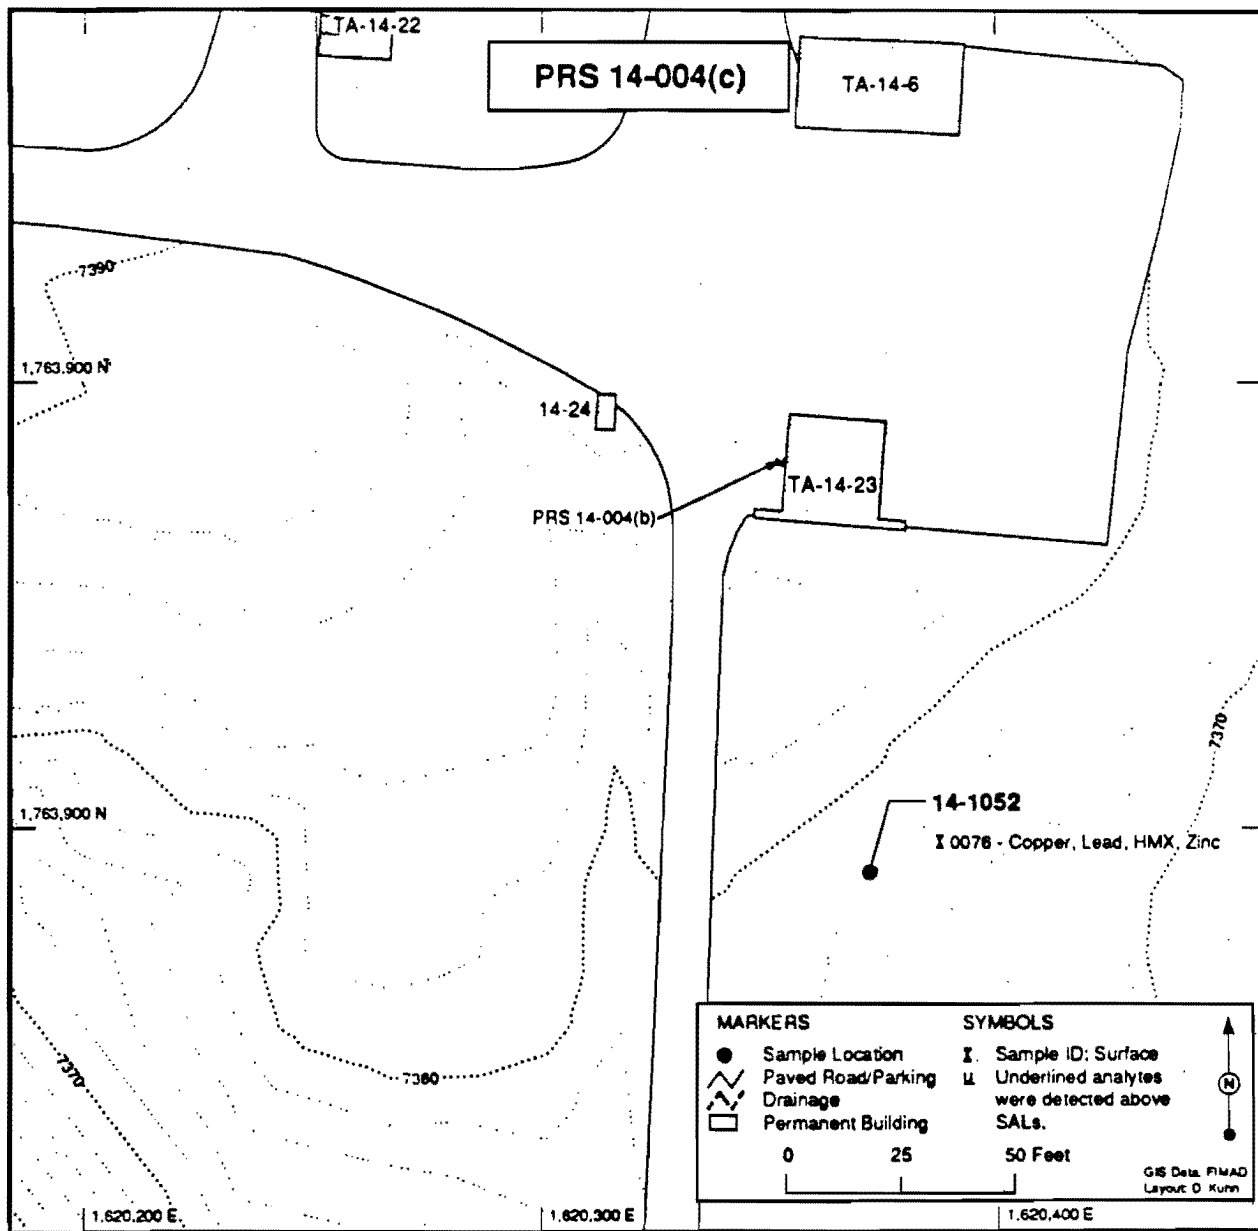 TA-14-22
PRS 14-004(c)
TA-14-6
7390
1,763,900 N
14-24
TA-14-23
PRS 14-004(b)
7370
1,763,900 N
14-1052
I 0076 - Copper, Lead, HMX, Zinc
7370
7380
MARKERS
Sample Location
Paved Road/Parking
Drainage
Permanent Building
SYMBOLS
I Sample ID: Surface
u Underlined analytes
were detected above
SALs.
N
0 25 50 Feet
GIS Data: FIMAD
Layout: D. Kuhn
1,620,200 E
1,620,300 E
1,620,400 E